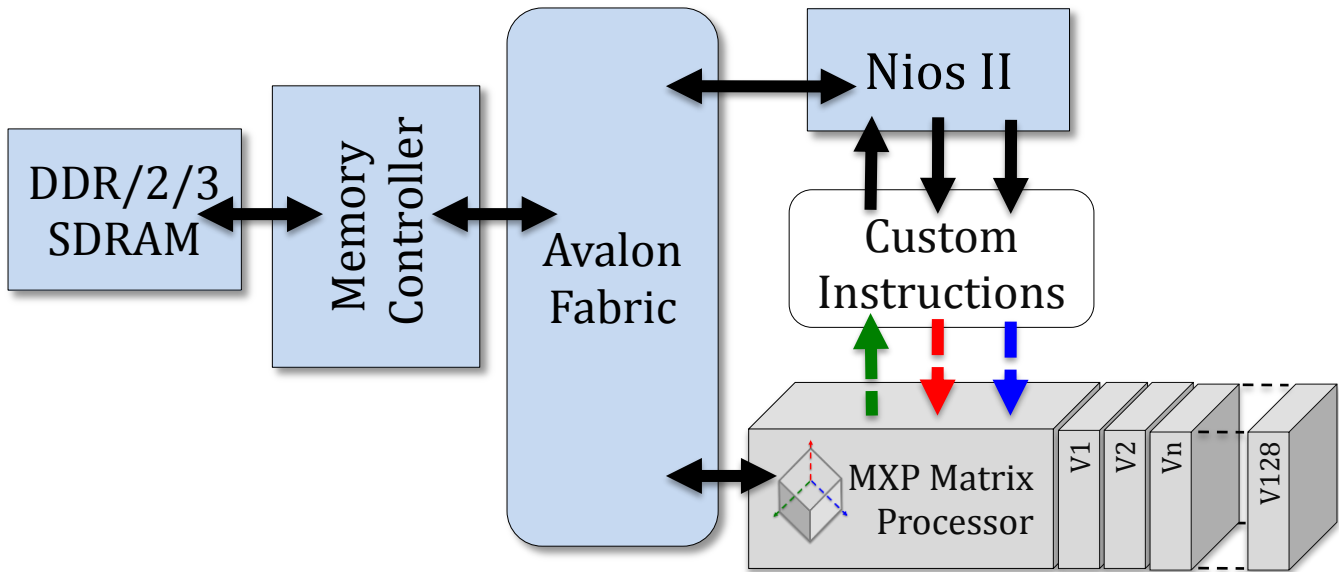 DDR/2/3
SDRAM
Memory
Controller
Avalon
Fabric
Nios II
Custom
Instructions
MXP Matrix
Processor
V1
V2
Vn
V128